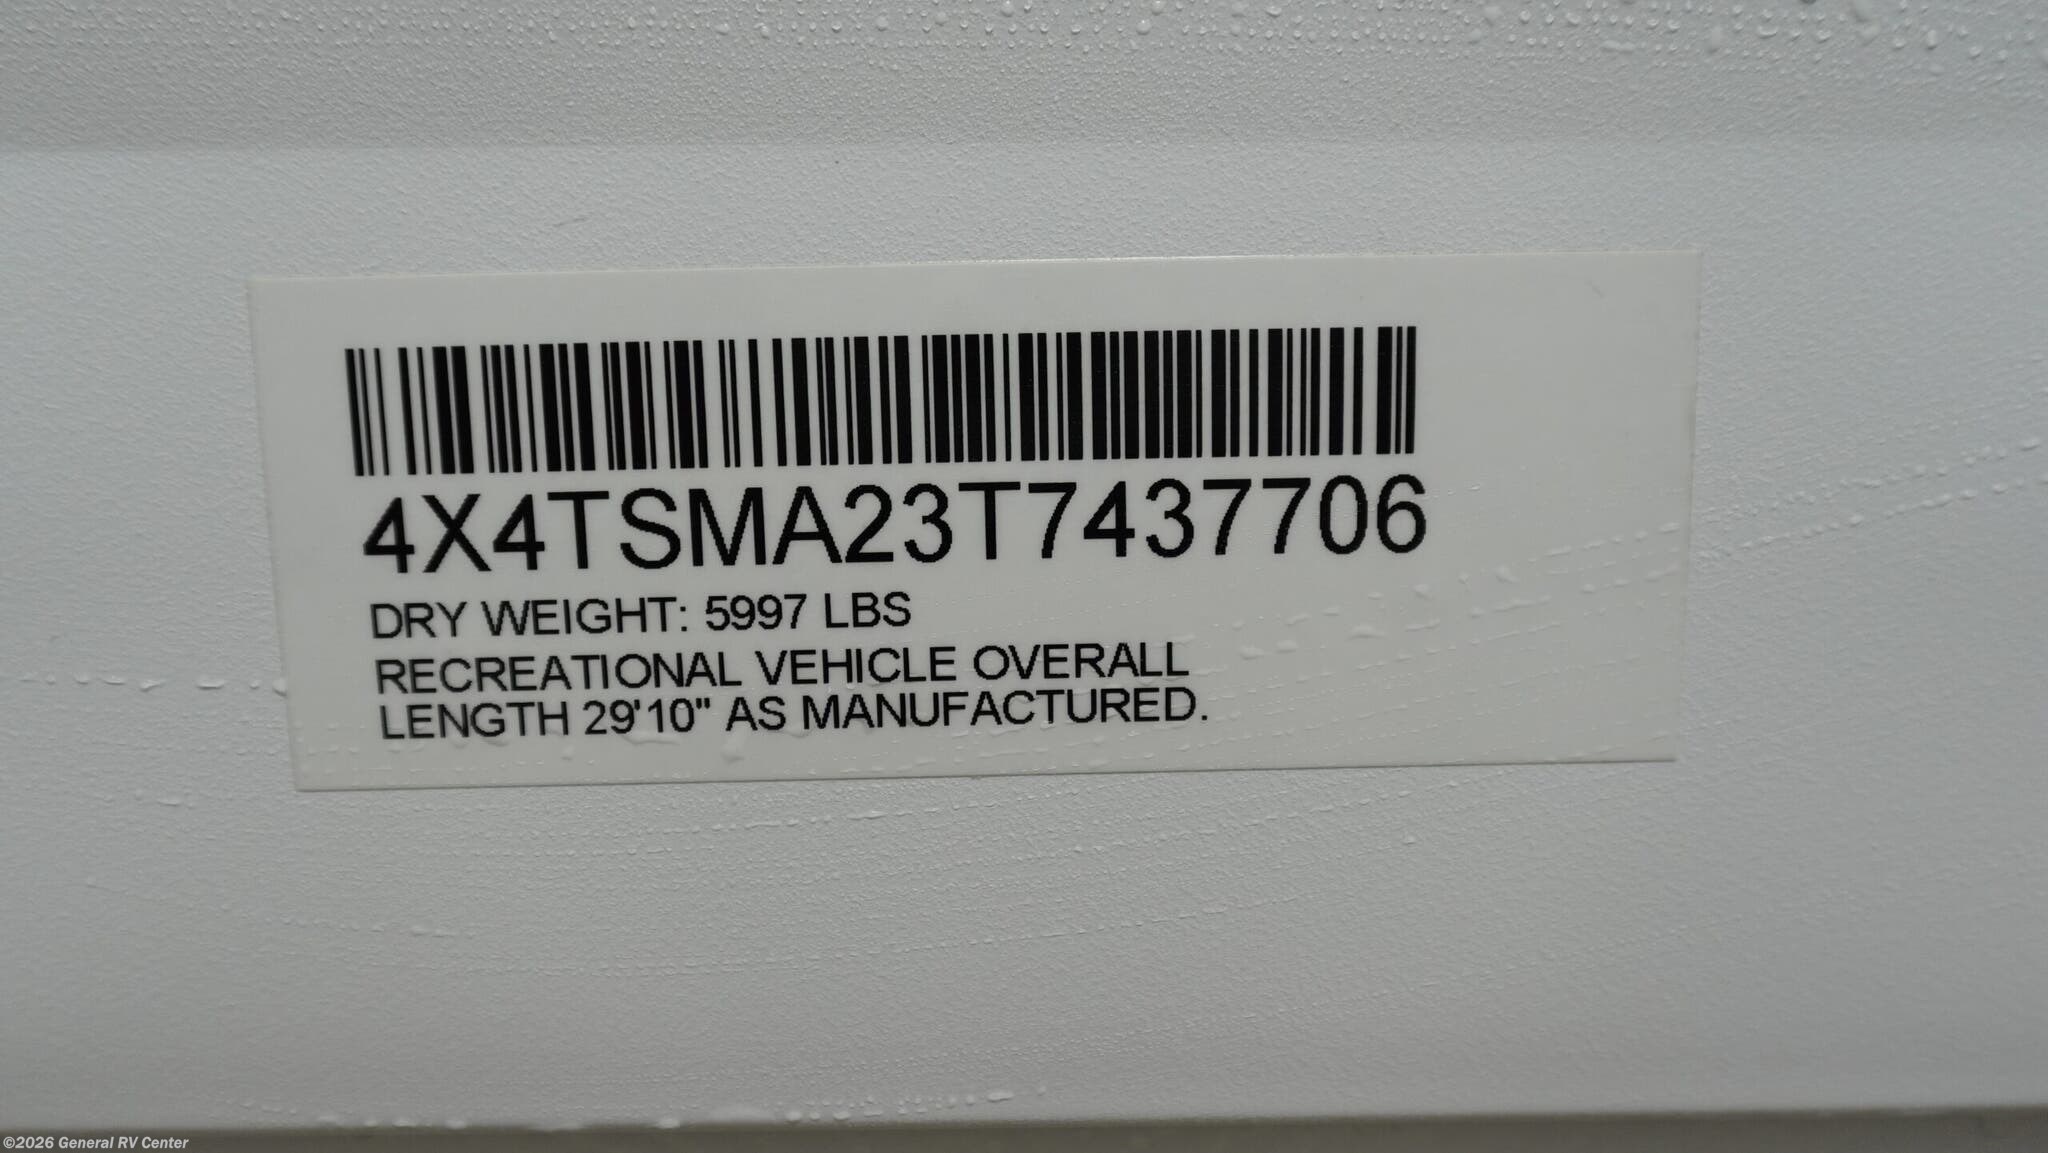 4X4TSMA23T7437706
DRY WEIGHT: 5997 LBS
RECREATIONAL VEHICLE OVERALL
LENGTH 29'10" AS MANUFACTURED.
©2026 General RV Center